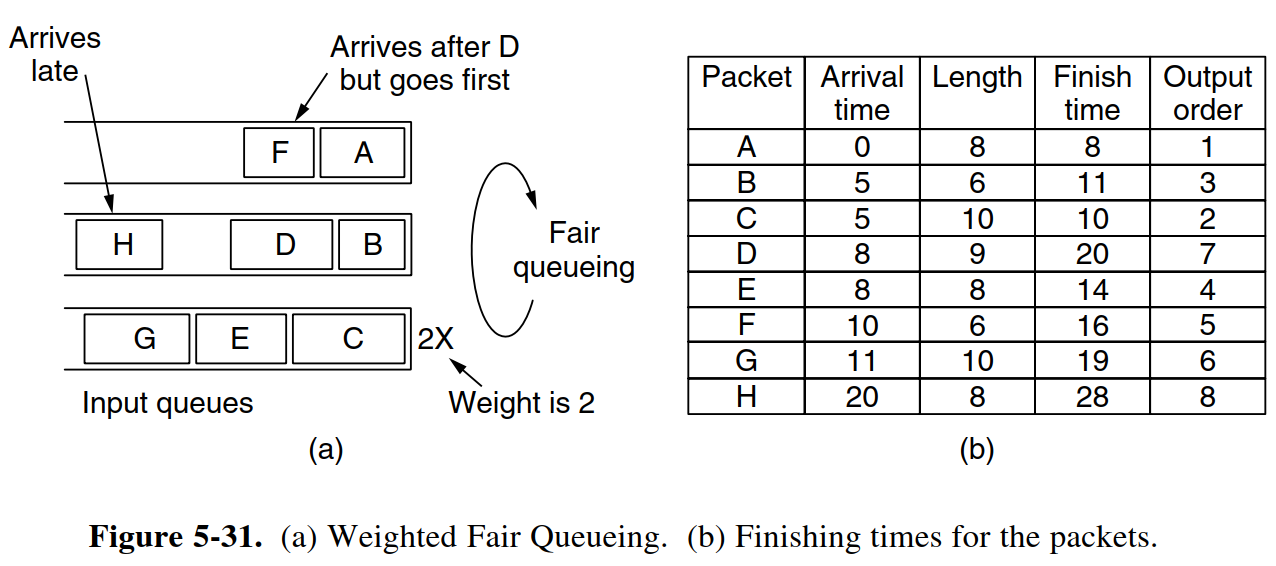 Arrives
late
Arrives after D
but goes first
F A
H D B
G E C 2X
Fair
queueing
Input queues
Weight is 2
(a)
Packet Arrival time Length Finish time Output order
A 0 8 8 1
B 5 6 11 3
C 5 10 10 2
D 8 9 20 7
E 8 8 14 4
F 10 6 16 5
G 11 10 19 6
H 20 8 28 8
(b)
Figure 5-31. (a) Weighted Fair Queueing. (b) Finishing times for the packets.